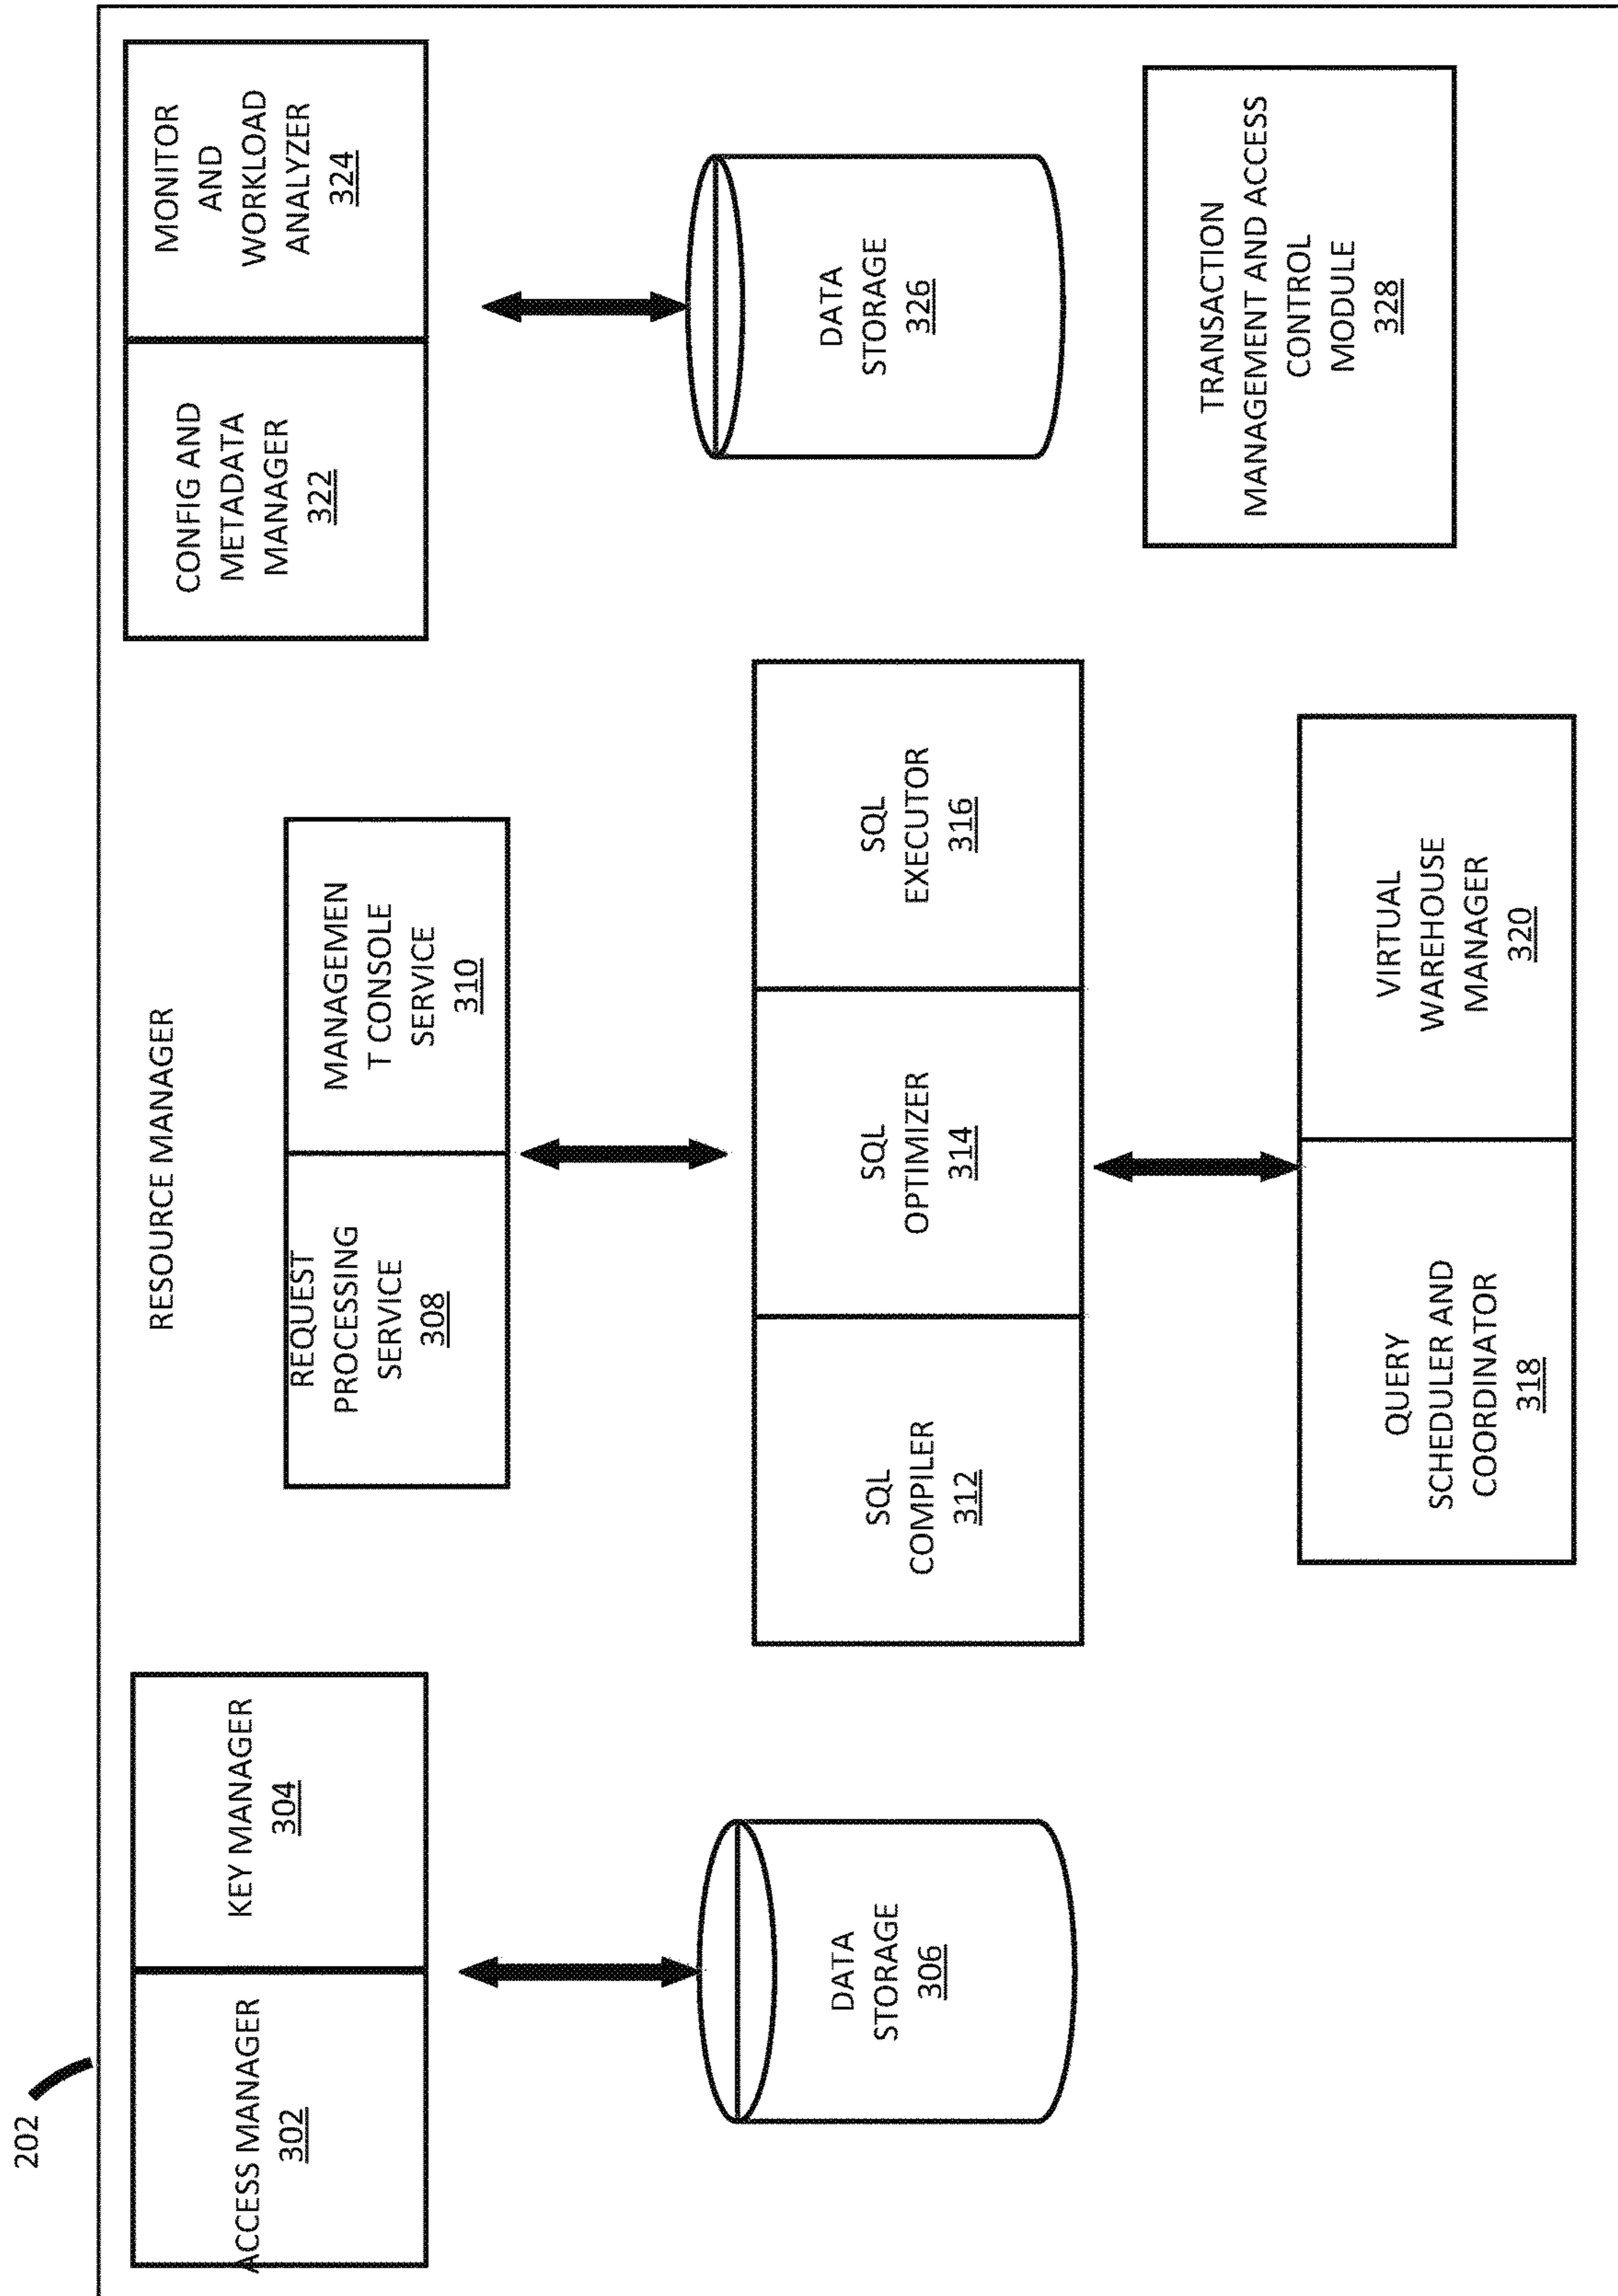 202
RESOURCE MANAGER
ACCESS MANAGER
302
KEY MANAGER
304
DATA
STORAGE
306
REQUEST
PROCESSING
SERVICE
308
MANAGEMEN
T CONSOLE
SERVICE
310
SQL
COMPILER
312
SQL
OPTIMIZER
314
SQL
EXECUTOR
316
QUERY
SCHEDULER AND
COORDINATOR
318
VIRTUAL
WAREHOUSE
MANAGER
320
CONFIG AND
METADATA
MANAGER
322
MONITOR
AND
WORKLOAD
ANALYZER
324
DATA
STORAGE
326
TRANSACTION
MANAGEMENT AND ACCESS
CONTROL
MODULE
328